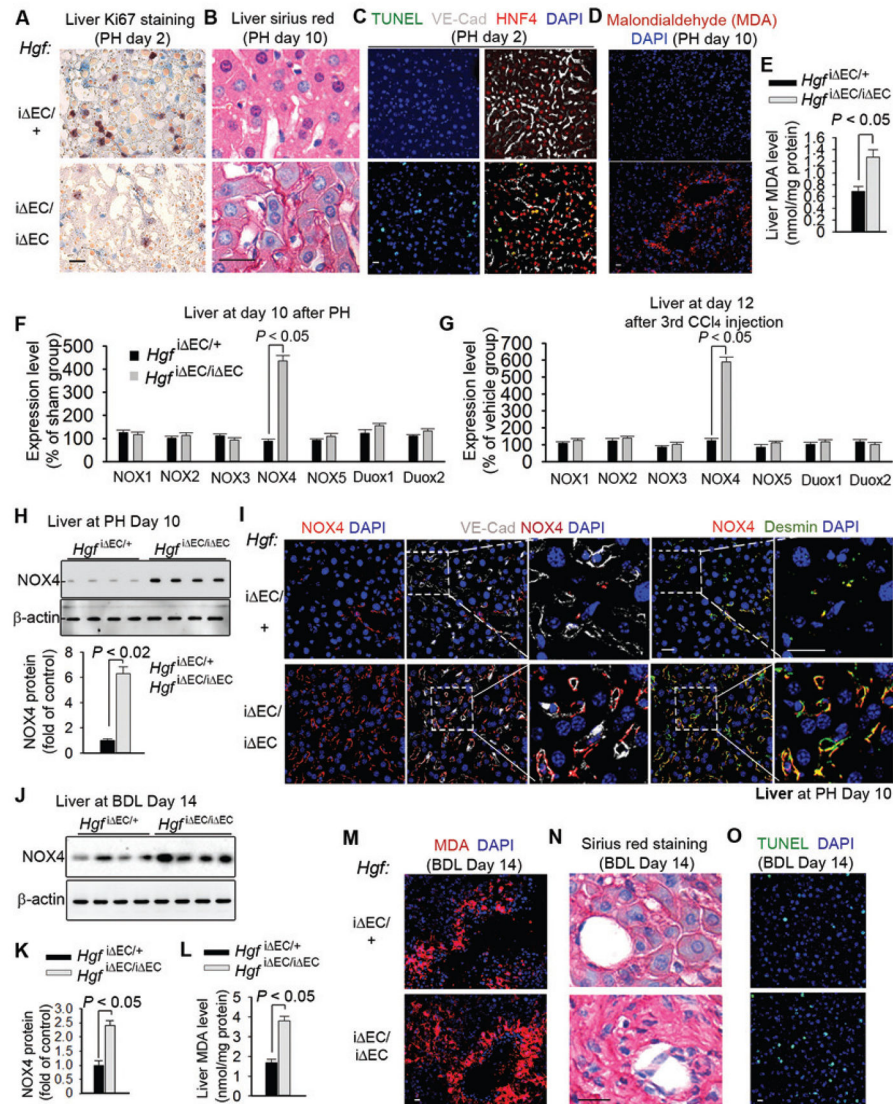 A Liver Ki67 staining (PH day 2)
B Liver sirius red (PH day 10)
C TUNEL VE-Cad HNF4 DAPI (PH day 2)
D Malondialdehyde (MDA) DAPI (PH day 10)
Hgf:
iΔEC/
+
iΔEC/
iΔEC
E
Hgf iΔEC/+
Hgf iΔEC/iΔEC
P < 0.05
Liver MDA level
(nmol/mg protein)
1.6
1.4
1.2
1.0
0.8
0.6
0.4
0.2
0
F Liver at day 10 after PH
P < 0.05
Hgf iΔEC/+
Hgf iΔEC/iΔEC
Expression level
(% of sham group)
500
400
300
200
100
0
NOX1 NOX2 NOX3 NOX4 NOX5 Duox1 Duox2
G Liver at day 12
after 3rd CCl4 injection
P < 0.05
Expression level
(% of vehicle group)
700
600
500
400
300
200
100
0
NOX1 NOX2 NOX3 NOX4 NOX5 Duox1 Duox2
H Liver at PH Day 10
Hgf iΔEC/+ Hgf iΔEC/iΔEC
NOX4
β-actin
P < 0.02
Hgf iΔEC/+
Hgf iΔEC/iΔEC
NOX4 protein
(fold of control)
8
6
4
2
0
I NOX4 DAPI VE-Cad NOX4 DAPI NOX4 Desmin DAPI
Hgf:
iΔEC/
+
iΔEC/
iΔEC
Liver at PH Day 10
J Liver at BDL Day 14
Hgf iΔEC/+ Hgf iΔEC/iΔEC
NOX4
β-actin
K
Hgf iΔEC/+
Hgf iΔEC/iΔEC
P < 0.05
NOX4 protein
(fold of control)
3.0
2.5
2.0
1.5
1.0
0.5
0
L
Hgf iΔEC/+
Hgf iΔEC/iΔEC
P < 0.05
Liver MDA level
(nmol/mg protein)
5
4
3
2
1
0
M MDA DAPI
(BDL Day 14)
N Sirius red staining
(BDL Day 14)
O TUNEL DAPI
(BDL Day 14)
Hgf:
iΔEC/
+
iΔEC/
iΔEC